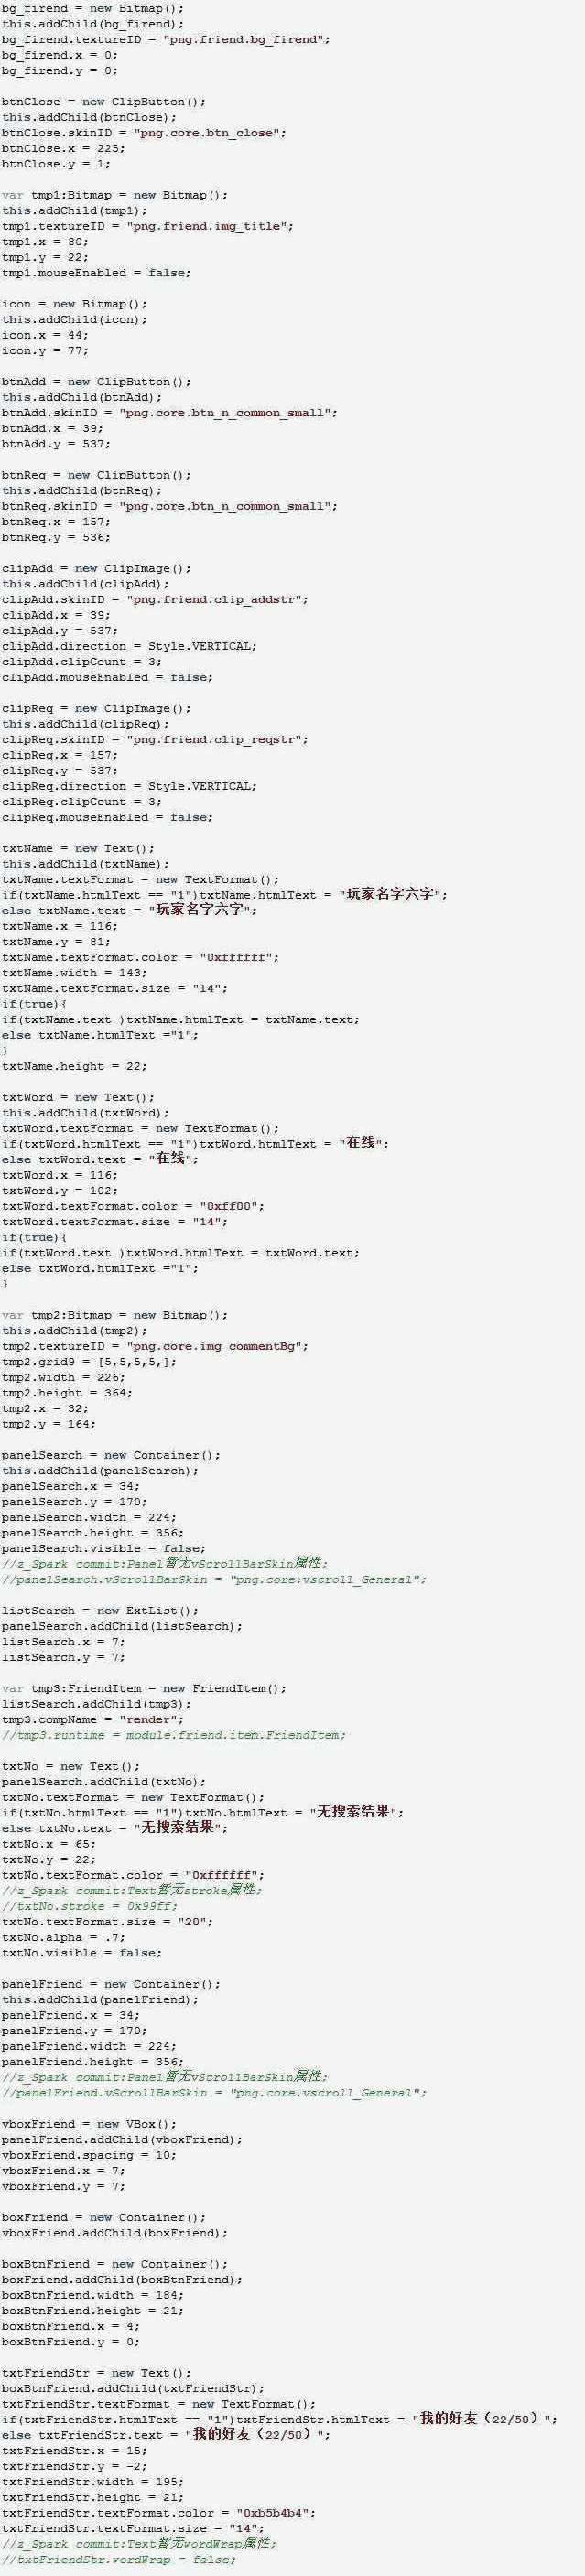 bg_firend = new Bitmap();
this.addChild(bg_firend);
bg_firend.textureID = "png.friend.bg_firend";
bg_firend.x = 0;
bg_firend.y = 0;
btnClose = new ClipButton();
this.addChild(btnClose);
btnClose.skinID = "png.core.btn_close";
btnClose.x = 225;
btnClose.y = 1;
var tmp1:Bitmap = new Bitmap();
this.addChild(tmp1);
tmp1.textureID = "png.friend.img_title";
tmp1.x = 80;
tmp1.y = 22;
tmp1.mouseEnabled = false;
icon = new Bitmap();
this.addChild(icon);
icon.x = 44;
icon.y = 77;
btnAdd = new ClipButton();
this.addChild(btnAdd);
btnAdd.skinID = "png.core.btn_n_common_small";
btnAdd.x = 39;
btnAdd.y = 537;
btnReq = new ClipButton();
this.addChild(btnReq);
btnReq.skinID = "png.core.btn_n_common_small";
btnReq.x = 157;
btnReq.y = 536;
clipAdd = new ClipImage();
this.addChild(clipAdd);
clipAdd.skinID = "png.friend.clip_addstr";
clipAdd.x = 39;
clipAdd.y = 537;
clipAdd.direction = Style.VERTICAL;
clipAdd.clipCount = 3;
clipAdd.mouseEnabled = false;
clipReq = new ClipImage();
this.addChild(clipReq);
clipReq.skinID = "png.friend.clip_reqstr";
clipReq.x = 157;
clipReq.y = 537;
clipReq.direction = Style.VERTICAL;
clipReq.clipCount = 3;
clipReq.mouseEnabled = false;
txtName = new Text();
this.addChild(txtName);
txtName.textFormat = new TextFormat();
if(txtName.htmlText == "1")txtName.htmlText = "玩家名字六字";
else txtName.text = "玩家名字六字";
txtName.x = 116;
txtName.y = 81;
txtName.textFormat.color = "0xffffff";
txtName.width = 143;
txtName.textFormat.size = "14";
if(true){
if(txtName.text )txtName.htmlText = txtName.text;
else txtName.htmlText ="1";
}
txtName.height = 22;
txtWord = new Text();
this.addChild(txtWord);
txtWord.textFormat = new TextFormat();
if(txtWord.htmlText == "1")txtWord.htmlText = "在线";
else txtWord.text = "在线";
txtWord.x = 116;
txtWord.y = 102;
txtWord.textFormat.color = "0xff00";
txtWord.textFormat.size = "14";
if(true){
if(txtWord.text )txtWord.htmlText = txtWord.text;
else txtWord.htmlText ="1";
}
var tmp2:Bitmap = new Bitmap();
this.addChild(tmp2);
tmp2.textureID = "png.core.img_commentBg";
tmp2.grid9 = [5,5,5,5,];
tmp2.width = 226;
tmp2.height = 364;
tmp2.x = 32;
tmp2.y = 164;
panelSearch = new Container();
this.addChild(panelSearch);
panelSearch.x = 34;
panelSearch.y = 170;
panelSearch.width = 224;
panelSearch.height = 356;
panelSearch.visible = false;
//z_Spark commit:Panel暂无vScrollBarSkin属性;
//panelSearch.vScrollBarSkin = "png.core.vscroll_General";
listSearch = new ExtList();
panelSearch.addChild(listSearch);
listSearch.x = 7;
listSearch.y = 7;
var tmp3:FriendItem = new FriendItem();
listSearch.addChild(tmp3);
tmp3.compName = "render";
//tmp3.runtime = module.friend.item.FriendItem;
txtNo = new Text();
panelSearch.addChild(txtNo);
txtNo.textFormat = new TextFormat();
if(txtNo.htmlText == "1")txtNo.htmlText = "无搜索结果";
else txtNo.text = "无搜索结果";
txtNo.x = 65;
txtNo.y = 22;
txtNo.textFormat.color = "0xffffff";
//z_Spark commit:Text暂无stroke属性;
//txtNo.stroke = 0x99ff;
txtNo.textFormat.size = "20";
txtNo.alpha = .7;
txtNo.visible = false;
panelFriend = new Container();
this.addChild(panelFriend);
panelFriend.x = 34;
panelFriend.y = 170;
panelFriend.width = 224;
panelFriend.height = 356;
//z_Spark commit:Panel暂无vScrollBarSkin属性;
//panelFriend.vScrollBarSkin = "png.core.vscroll_General";
vboxFriend = new VBox();
panelFriend.addChild(vboxFriend);
vboxFriend.spacing = 10;
vboxFriend.x = 7;
vboxFriend.y = 7;
boxFriend = new Container();
vboxFriend.addChild(boxFriend);
boxBtnFriend = new Container();
boxFriend.addChild(boxBtnFriend);
boxBtnFriend.width = 184;
boxBtnFriend.height = 21;
boxBtnFriend.x = 4;
boxBtnFriend.y = 0;
txtFriendStr = new Text();
boxBtnFriend.addChild(txtFriendStr);
txtFriendStr.textFormat = new TextFormat();
if(txtFriendStr.htmlText == "1")txtFriendStr.htmlText = "我的好友（22/50）";
else txtFriendStr.text = "我的好友（22/50）";
txtFriendStr.x = 15;
txtFriendStr.y = -2;
txtFriendStr.width = 195;
txtFriendStr.height = 21;
txtFriendStr.textFormat.color = "0xb5b4b4";
txtFriendStr.textFormat.size = "14";
//z_Spark commit:Text暂无wordWrap属性;
//txtFriendStr.wordWrap = false;